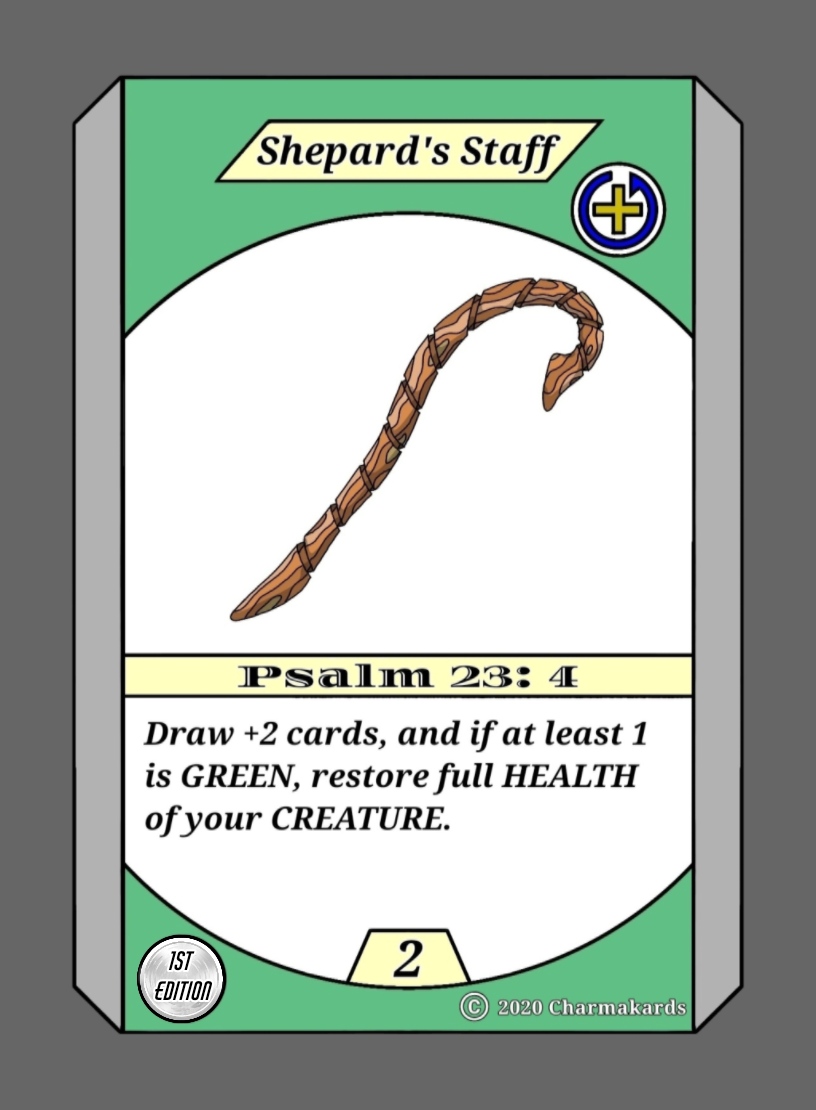 Shepard's Staff
Psalm 23: 4
Draw +2 cards, and if at least 1
is GREEN, restore full HEALTH
of your CREATURE.
2
1ST
EDITION
© 2020 Charmakards